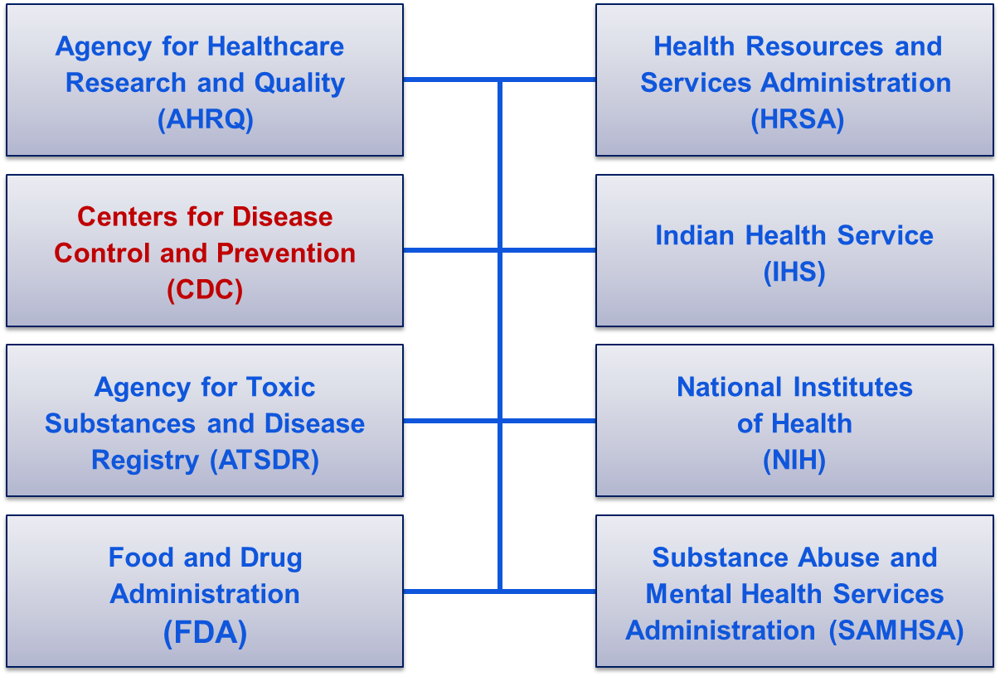 Agency for Healthcare
Research and Quality
(AHRQ)
Health Resources and
Services Administration
(HRSA)
Centers for Disease
Control and Prevention
(CDC)
Indian Health Service
(IHS)
Agency for Toxic
Substances and Disease
Registry (ATSDR)
National Institutes
of Health
(NIH)
Food and Drug
Administration
(FDA)
Substance Abuse and
Mental Health Services
Administration (SAMHSA)